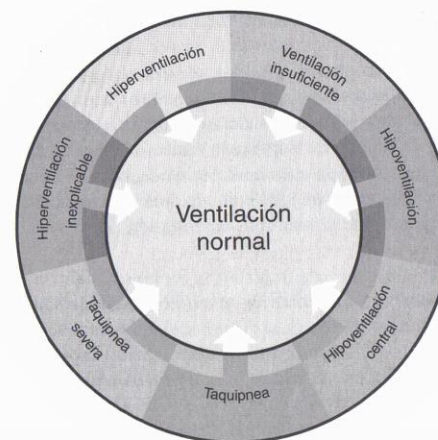 Hiperventilación
Ventilación
insuficiente
Hipoventilación
Hipoventilación
central
Taquipnea
Taquipnea
severa
Hiperventilación
inexplicable
Ventilación
normal